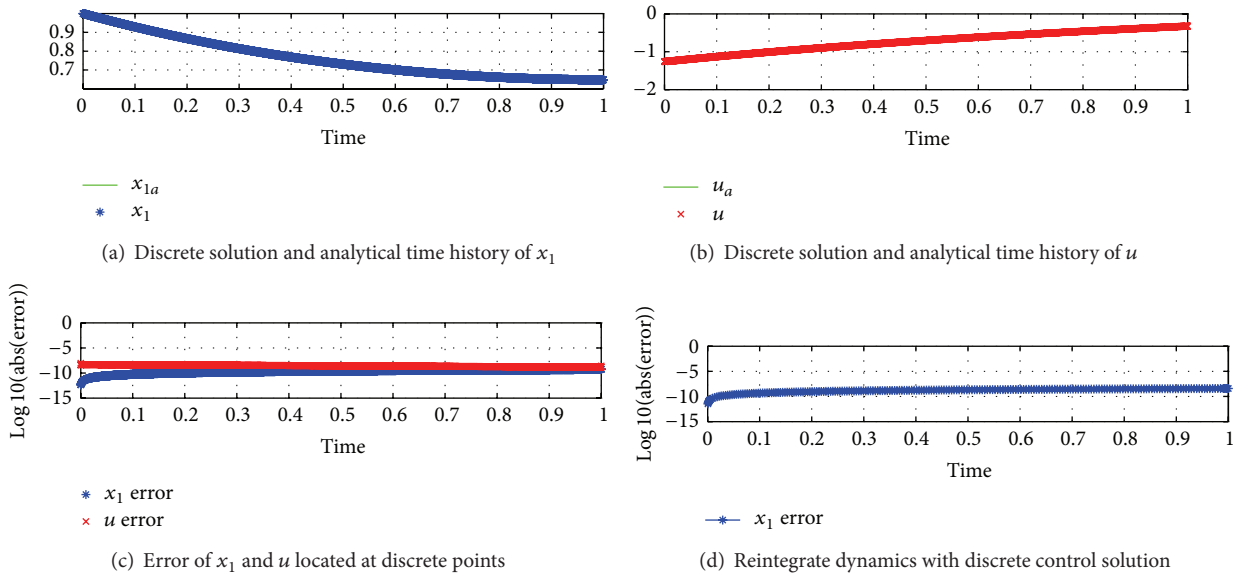 0.9
0.8
0.7
0 0.1 0.2 0.3 0.4 0.5 0.6 0.7 0.8 0.9 1
Time
x1a
x1
(a) Discrete solution and analytical time history of x1
0
−1
−2
0 0.1 0.2 0.3 0.4 0.5 0.6 0.7 0.8 0.9 1
Time
ua
u
(b) Discrete solution and analytical time history of u
Log 10(abs(error))
0
−5
−10
−15
0 0.1 0.2 0.3 0.4 0.5 0.6 0.7 0.8 0.9 1
Time
x1 error
u error
(c) Error of x1 and u located at discrete points
Log 10(abs(error))
0
−5
−10
−15
0 0.1 0.2 0.3 0.4 0.5 0.6 0.7 0.8 0.9 1
Time
x1 error
(d) Reintegrate dynamics with discrete control solution